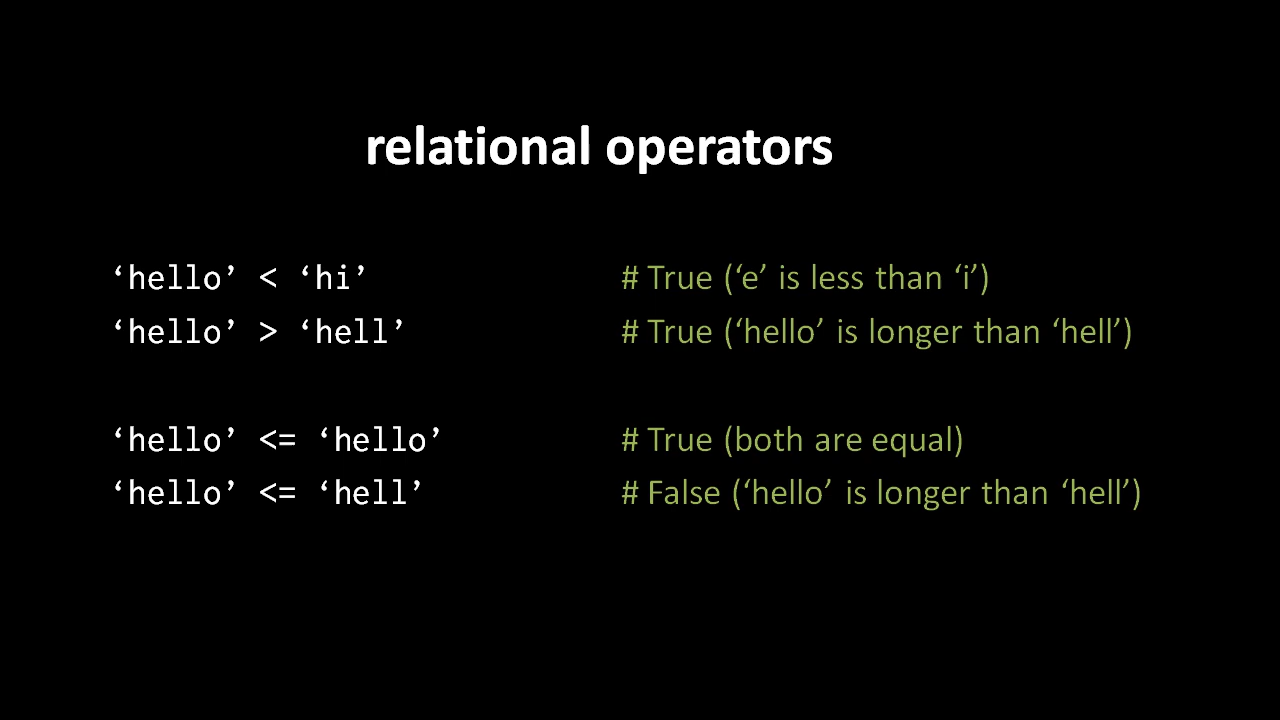 relational operators
‘hello’ < ‘hi’ # True (‘e’ is less than ‘i’)
‘hello’ > ‘hell’ # True (‘hello’ is longer than ‘hell’)
‘hello’ <= ‘hello’ # True (both are equal)
‘hello’ <= ‘hell’ # False (‘hello’ is longer than ‘hell’)